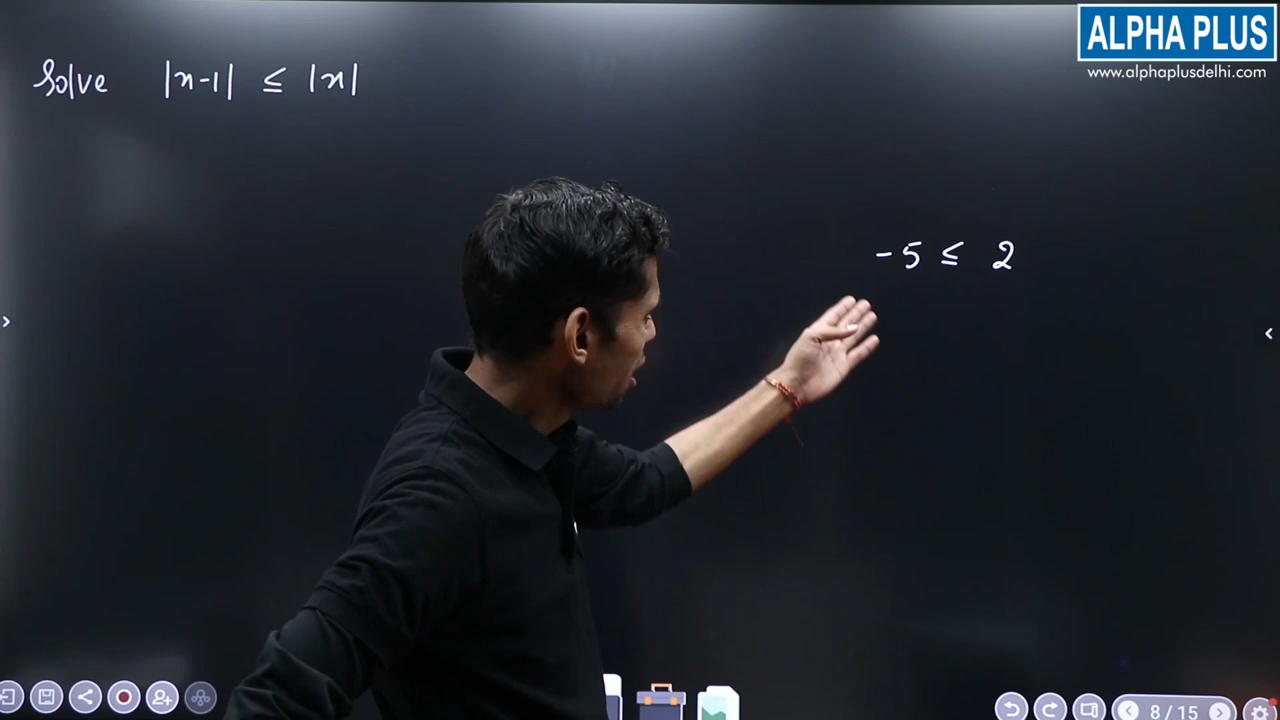 ALPHA PLUS
www.alphaplusdelhi.com
Solve |x-1| ≤ |x|
-5 ≤ 2
8/15